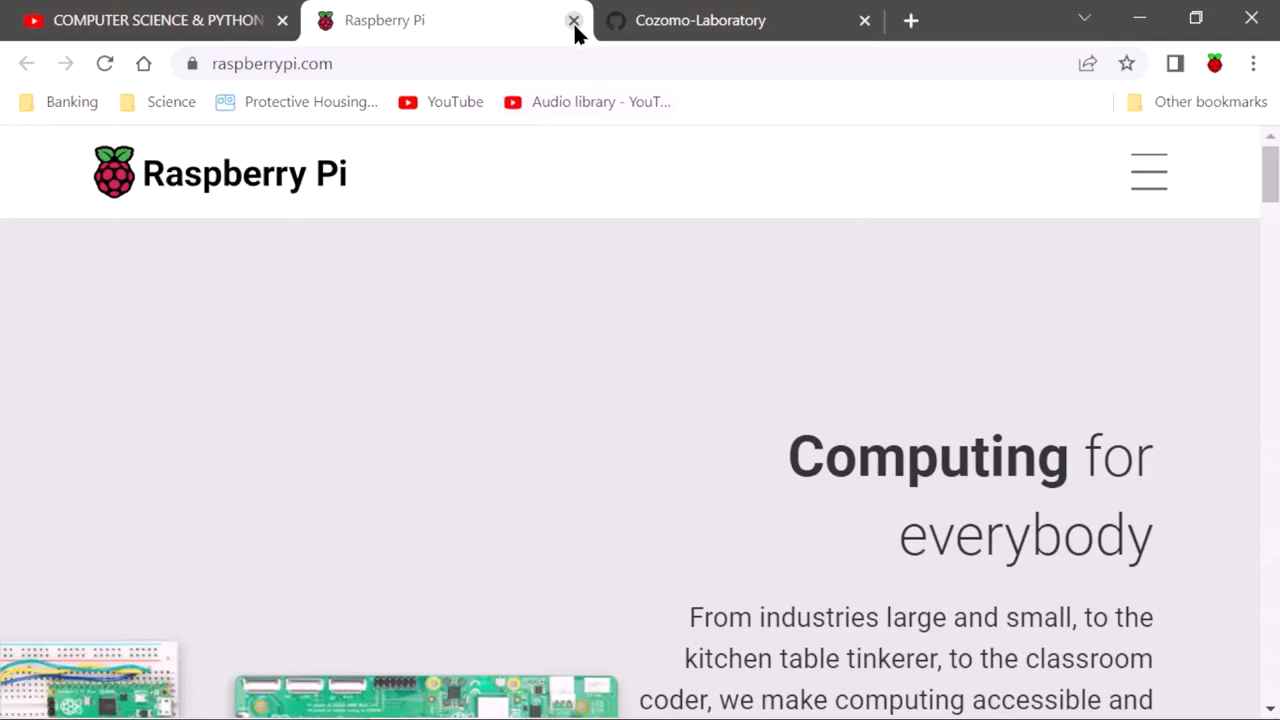 COMPUTER SCIENCE & PYTHON
Raspberry Pi
Cozomo-Laboratory
raspberrypi.com
Banking
Science
Protective Housing...
YouTube
Audio library - YouT...
Other bookmarks
Raspberry Pi
Computing for
everybody
From industries large and small, to the
kitchen table tinkerer, to the classroom
coder, we make computing accessible and